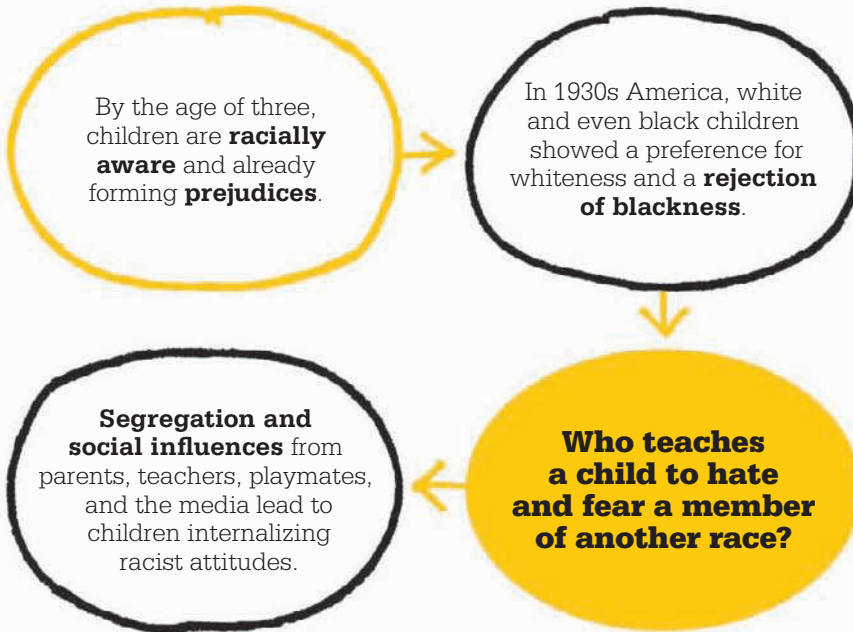 By the age of three,
children are racially
aware and already
forming prejudices.
In 1930s America, white
and even black children
showed a preference for
whiteness and a rejection
of blackness.
Who teaches
a child to hate
and fear a member
of another race?
Segregation and
social influences from
parents, teachers, playmates,
and the media lead to
children internalizing
racist attitudes.